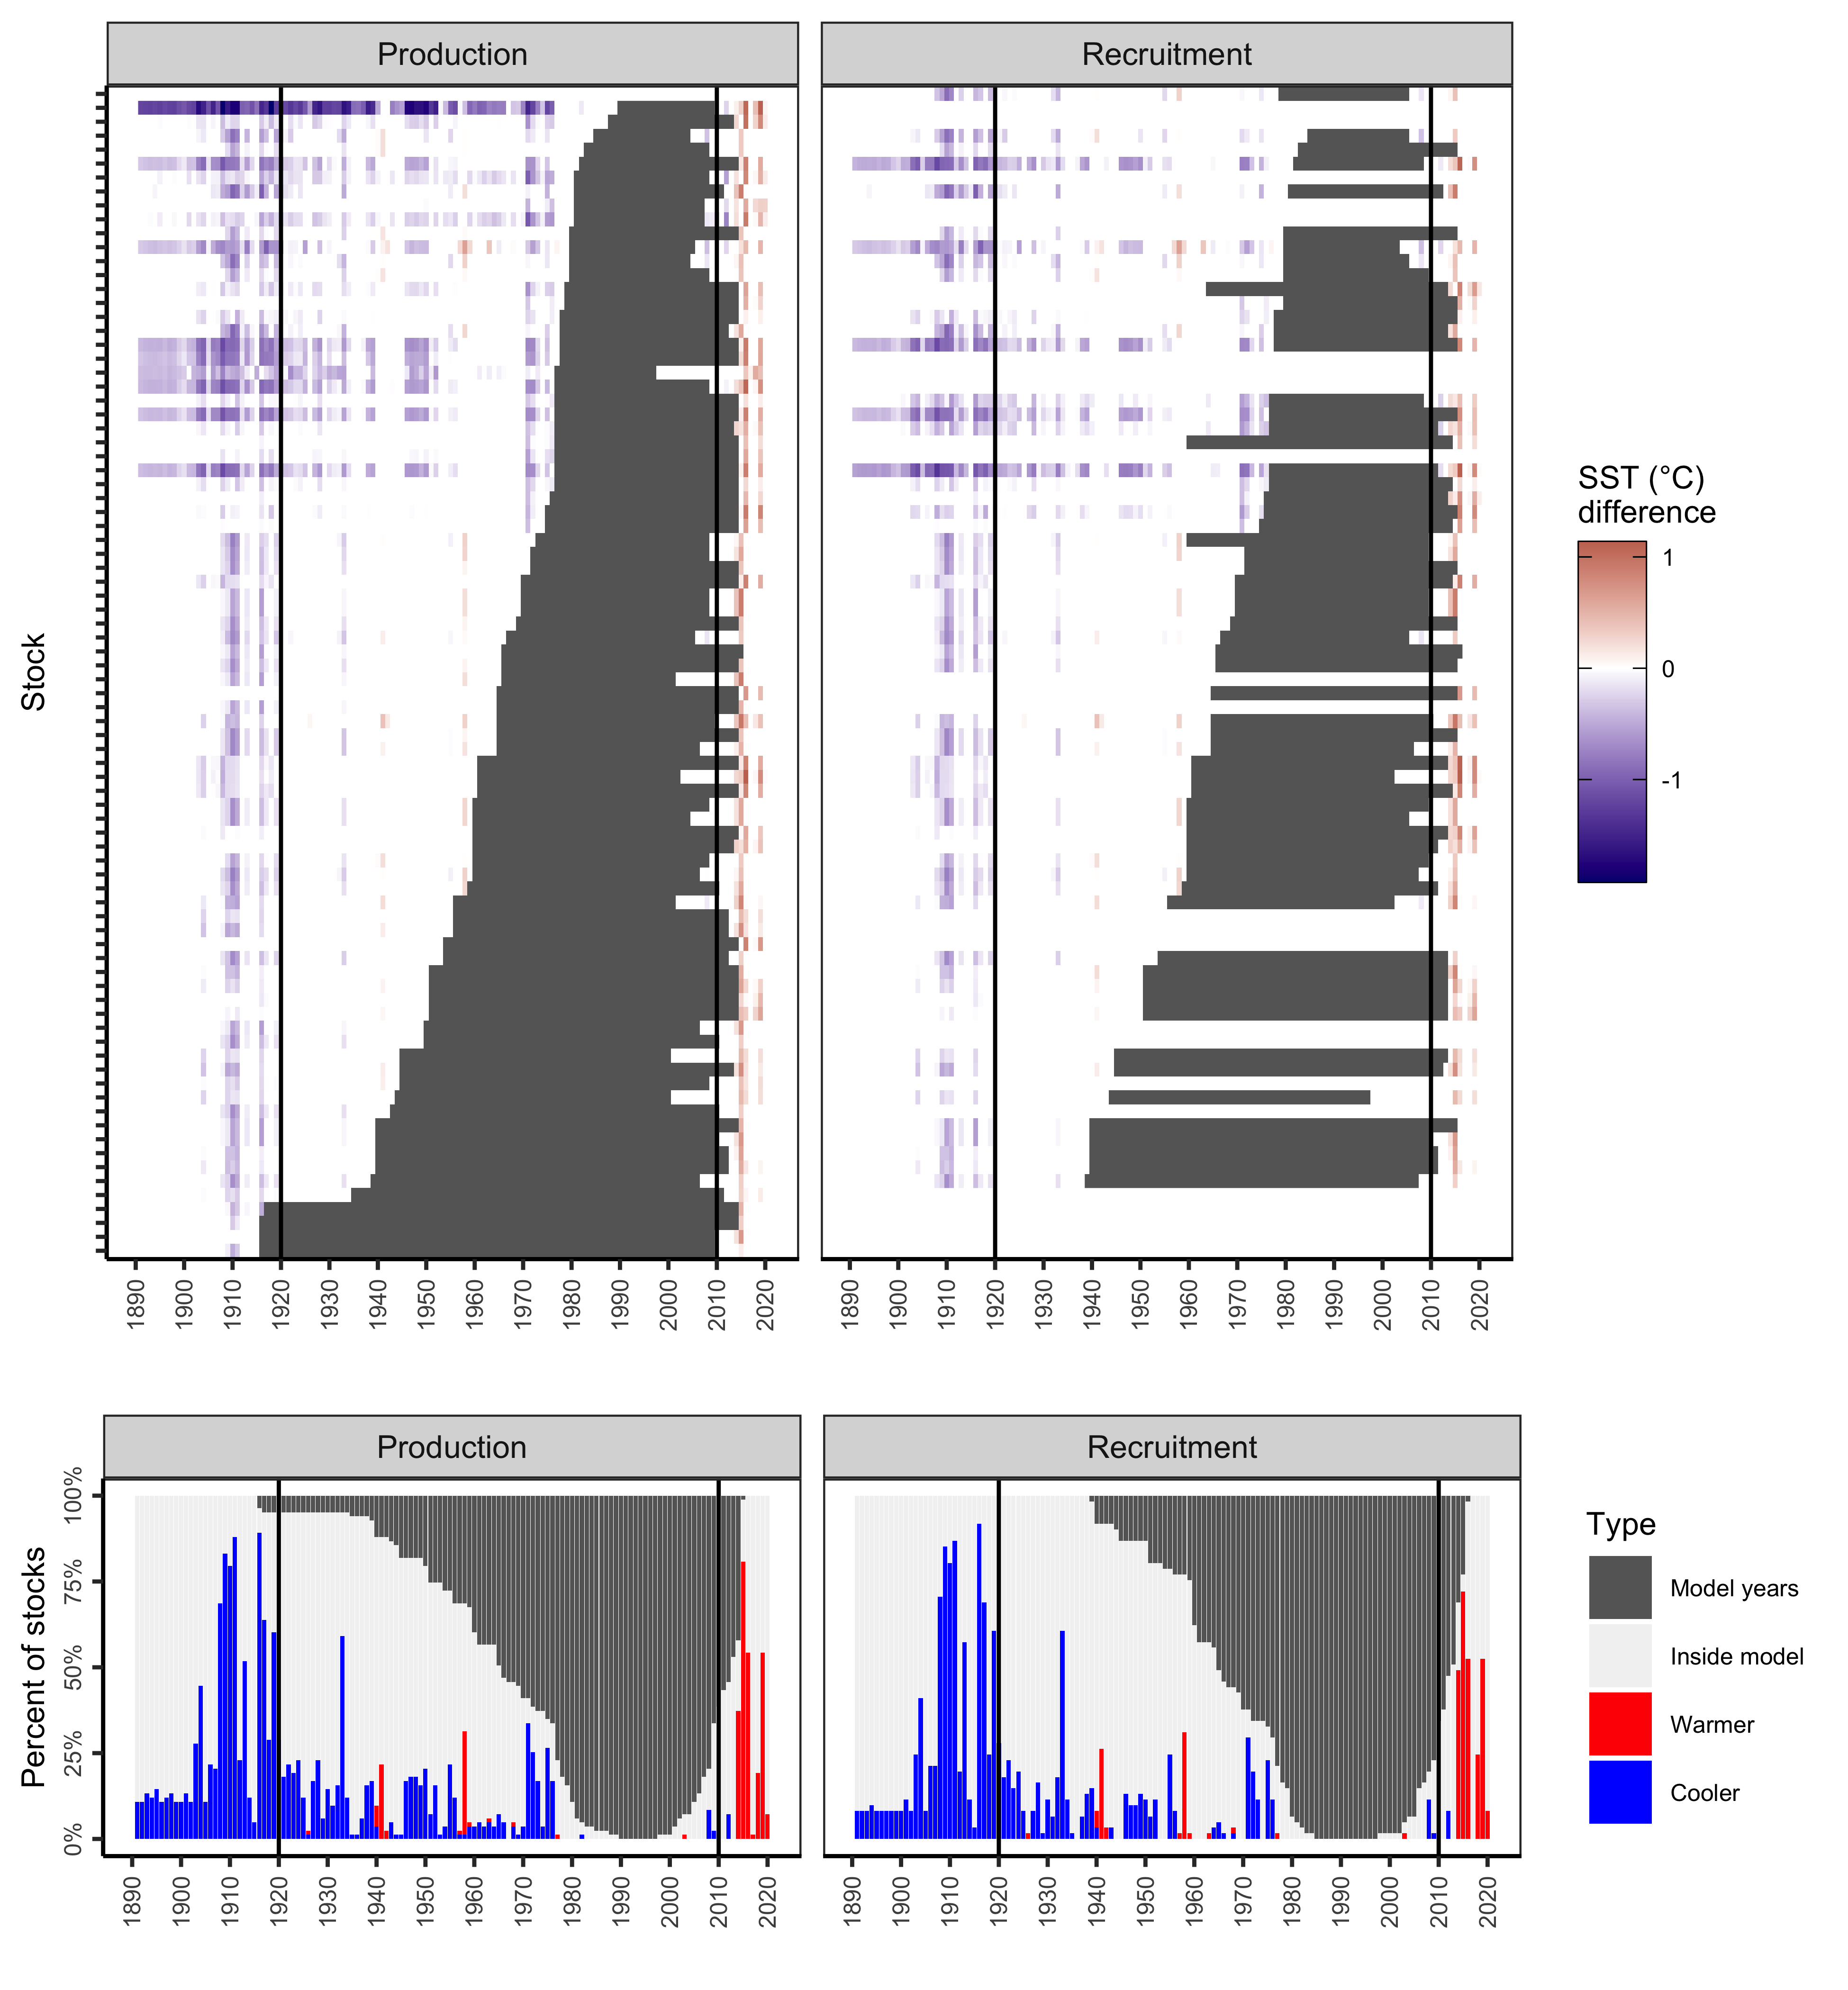 Production
Recruitment
Stock
1890 1900 1910 1920 1930 1940 1950 1960 1970 1980 1990 2000 2010 2020
1890 1900 1910 1920 1930 1940 1950 1960 1970 1980 1990 2000 2010 2020
SST (°C)
difference
1
0
-1
Production
Recruitment
Percent of stocks
100%
75%
50%
25%
0%
1890 1900 1910 1920 1930 1940 1950 1960 1970 1980 1990 2000 2010 2020
1890 1900 1910 1920 1930 1940 1950 1960 1970 1980 1990 2000 2010 2020
Type
Model years
Inside model
Warmer
Cooler